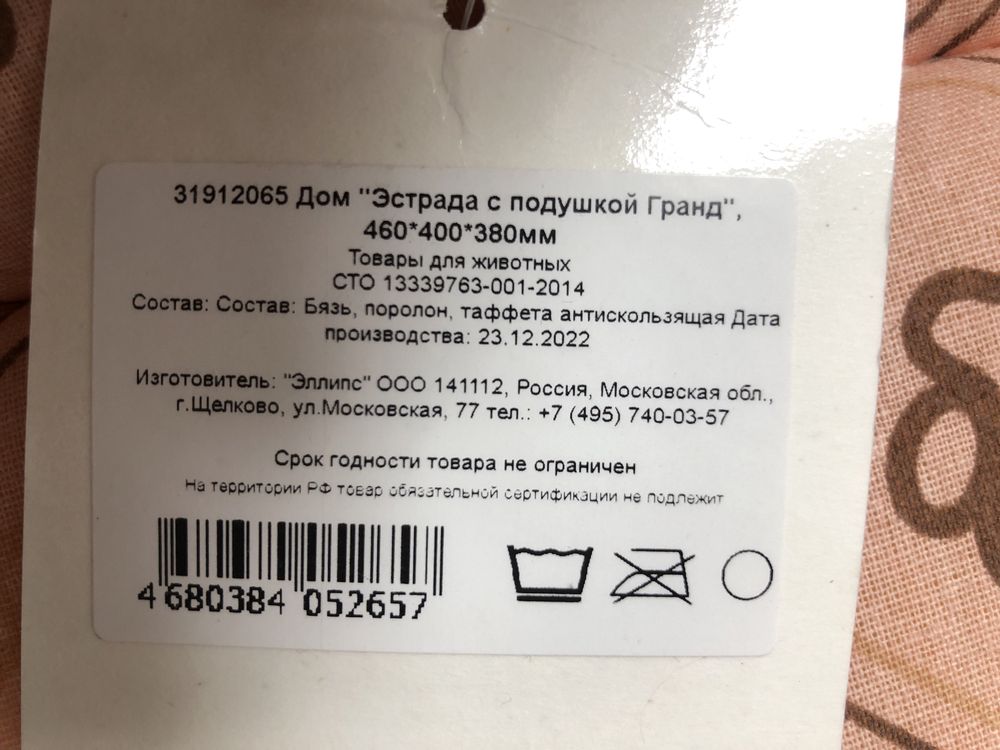 31912065 Дом "Эстрада с подушкой Гранд",
460*400*380мм
Товары для животных
СТО 13339763-001-2014
Состав: Состав: Бязь, поролон, таффета антискользящая Дата
производства: 23.12.2022
Изготовитель: "Эллипс" ООО 141112, Россия, Московская обл.,
г.Щелково, ул.Московская, 77 тел.: +7 (495) 740-03-57
Срок годности товара не ограничен
На территории РФ товар обязательной сертификации не подлежит
4 680384 052657